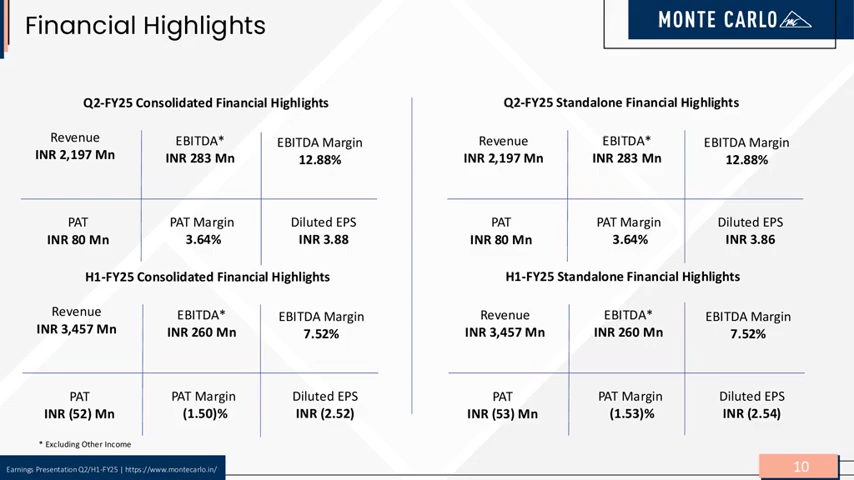 Financial Highlights
MONTE CARLO
Q2-FY25 Consolidated Financial Highlights
Revenue
INR 2,197 Mn
EBITDA*
INR 283 Mn
EBITDA Margin
12.88%
PAT
INR 80 Mn
PAT Margin
3.64%
Diluted EPS
INR 3.88
H1-FY25 Consolidated Financial Highlights
Revenue
INR 3,457 Mn
EBITDA*
INR 260 Mn
EBITDA Margin
7.52%
PAT
INR (52) Mn
PAT Margin
(1.50)%
Diluted EPS
INR (2.52)
* Excluding Other Income
Q2-FY25 Standalone Financial Highlights
Revenue
INR 2,197 Mn
EBITDA*
INR 283 Mn
EBITDA Margin
12.88%
PAT
INR 80 Mn
PAT Margin
3.64%
Diluted EPS
INR 3.86
H1-FY25 Standalone Financial Highlights
Revenue
INR 3,457 Mn
EBITDA*
INR 260 Mn
EBITDA Margin
7.52%
PAT
INR (53) Mn
PAT Margin
(1.53)%
Diluted EPS
INR (2.54)
Earnings Presentation Q2/H1-FY25 | https://www.montecarlo.in/
10